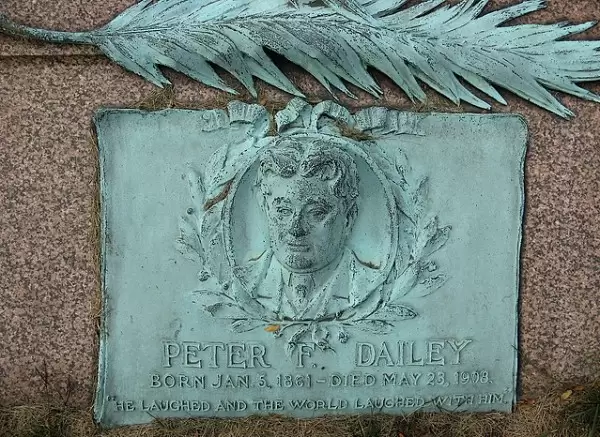 PETER F. DAILEY
BORN JAN. 5. 1861 - DIED MAY 23, 1908.
"HE LAUGHED AND THE WORLD LAUGHED WITH HIM."